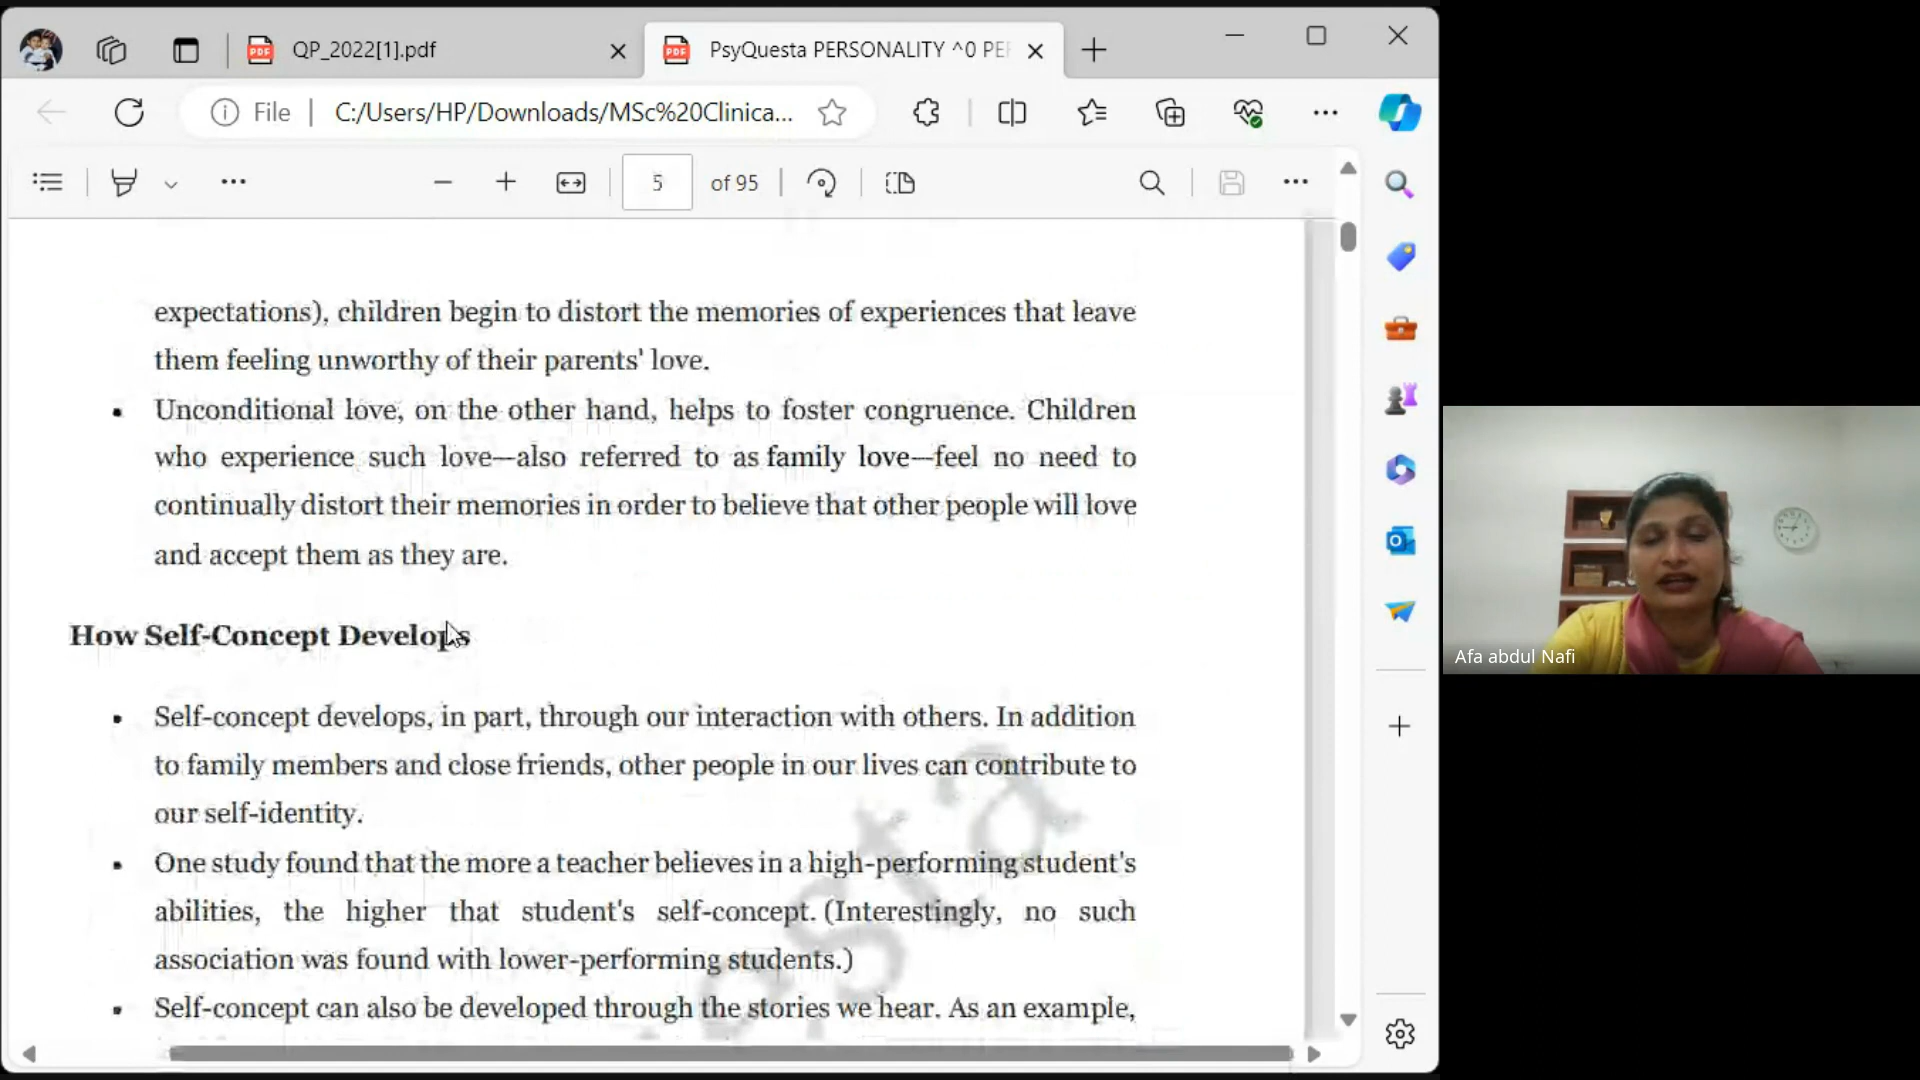 QP_2022[1].pdf
PsyQuesta PERSONALITY ^0 PE
File
C:/Users/HP/Downloads/MSc%20Clinica...
5 of 95
expectations), children begin to distort the memories of experiences that leave
them feeling unworthy of their parents' love.
Unconditional love, on the other hand, helps to foster congruence. Children
who experience such love—also referred to as family love—feel no need to
continually distort their memories in order to believe that other people will love
and accept them as they are.
How Self-Concept Develops
Self-concept develops, in part, through our interaction with others. In addition
to family members and close friends, other people in our lives can contribute to
our self-identity.
One study found that the more a teacher believes in a high-performing student's
abilities, the higher that student's self-concept. (Interestingly, no such
association was found with lower-performing students.)
Self-concept can also be developed through the stories we hear. As an example,
osta
Afa abdul Nafi